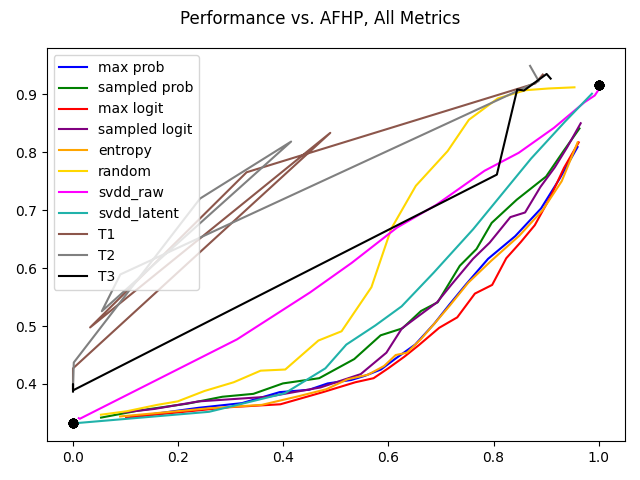 Performance vs. AFHP, All Metrics
max prob
sampled prob
max logit
sampled logit
entropy
random
svdd_raw
svdd_latent
T1
T2
T3
0.9
0.8
0.7
0.6
0.5
0.4
0.0 0.2 0.4 0.6 0.8 1.0